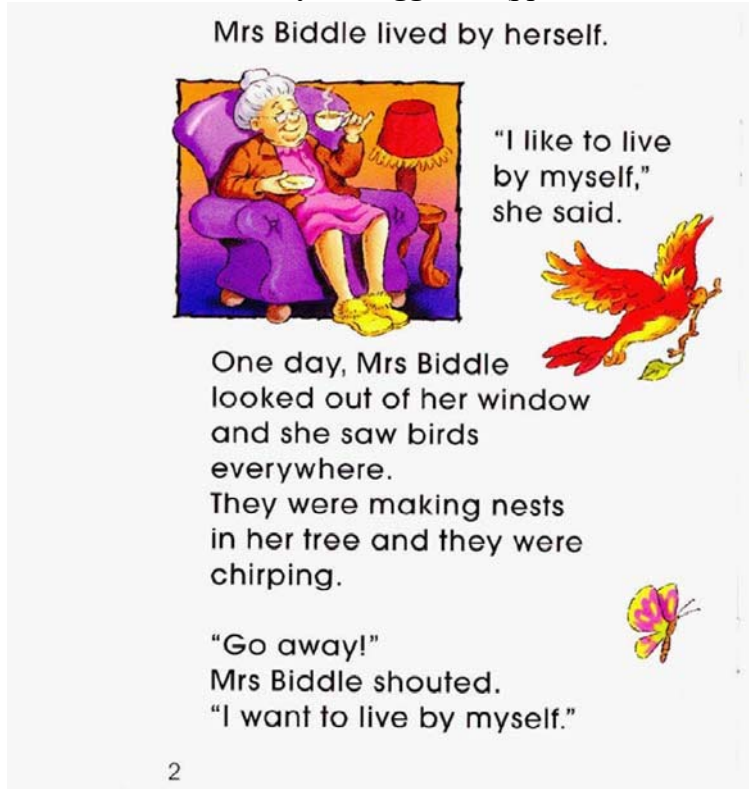 Mrs Biddle lived by herself.
“I like to live
by myself,”
she said.
One day, Mrs Biddle
looked out of her window
and she saw birds
everywhere.
They were making nests
in her tree and they were
chirping.
“Go away!”
Mrs Biddle shouted.
“I want to live by myself.”
2